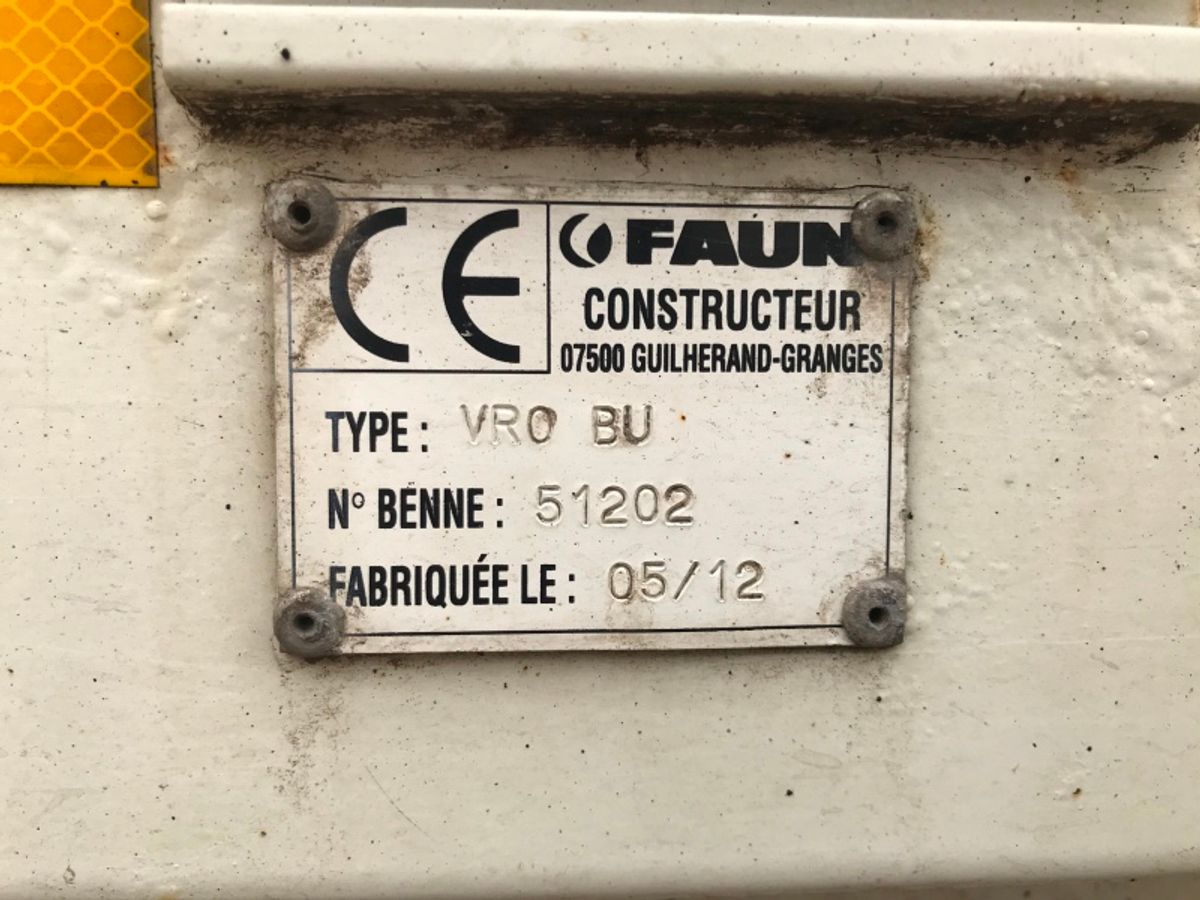 CE FAUN
CONSTRUCTEUR
07500 GUILHERAND-GRANGES
TYPE : VRO BU
N° BENNE : 51202
FABRIQUÉE LE : 05/12